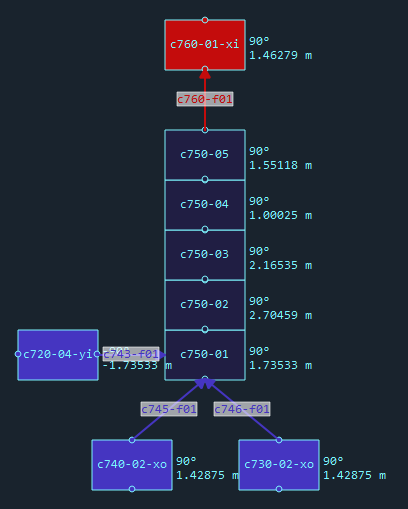 c760-01-xi
90°
1.46279 m
c760-f01
c750-05
90°
1.55118 m
c750-04
90°
1.00025 m
c750-03
90°
2.16535 m
c750-02
90°
2.70459 m
c720-04-yi
c743-f01
-1.73533 m
c750-01
90°
1.73533 m
c745-f01
c746-f01
c740-02-xo
90°
1.42875 m
c730-02-xo
90°
1.42875 m